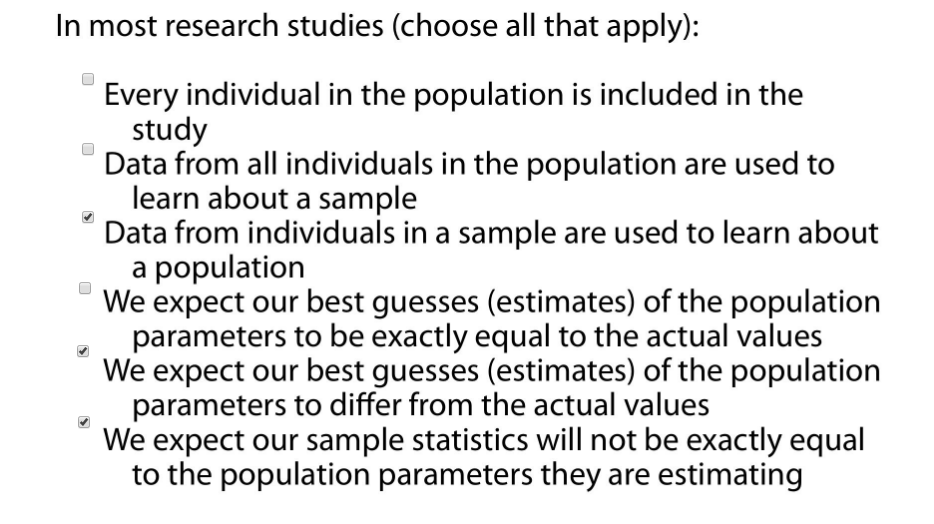 In most research studies (choose all that apply):
Every individual in the population is included in the
study
Data from all individuals in the population are used to
learn about a sample
Data from individuals in a sample are used to learn about
a population
We expect our best guesses (estimates) of the population
parameters to be exactly equal to the actual values
We expect our best guesses (estimates) of the population
parameters to differ from the actual values
We expect our sample statistics will not be exactly equal
to the population parameters they are estimating